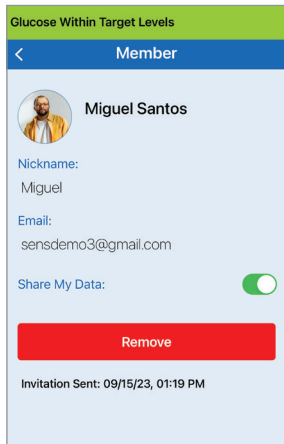 Glucose Within Target Levels
Member
Miguel Santos
Nickname:
Miguel
Email:
sensdemo3@gmail.com
Share My Data:
Remove
Invitation Sent: 09/15/23, 01:19 PM